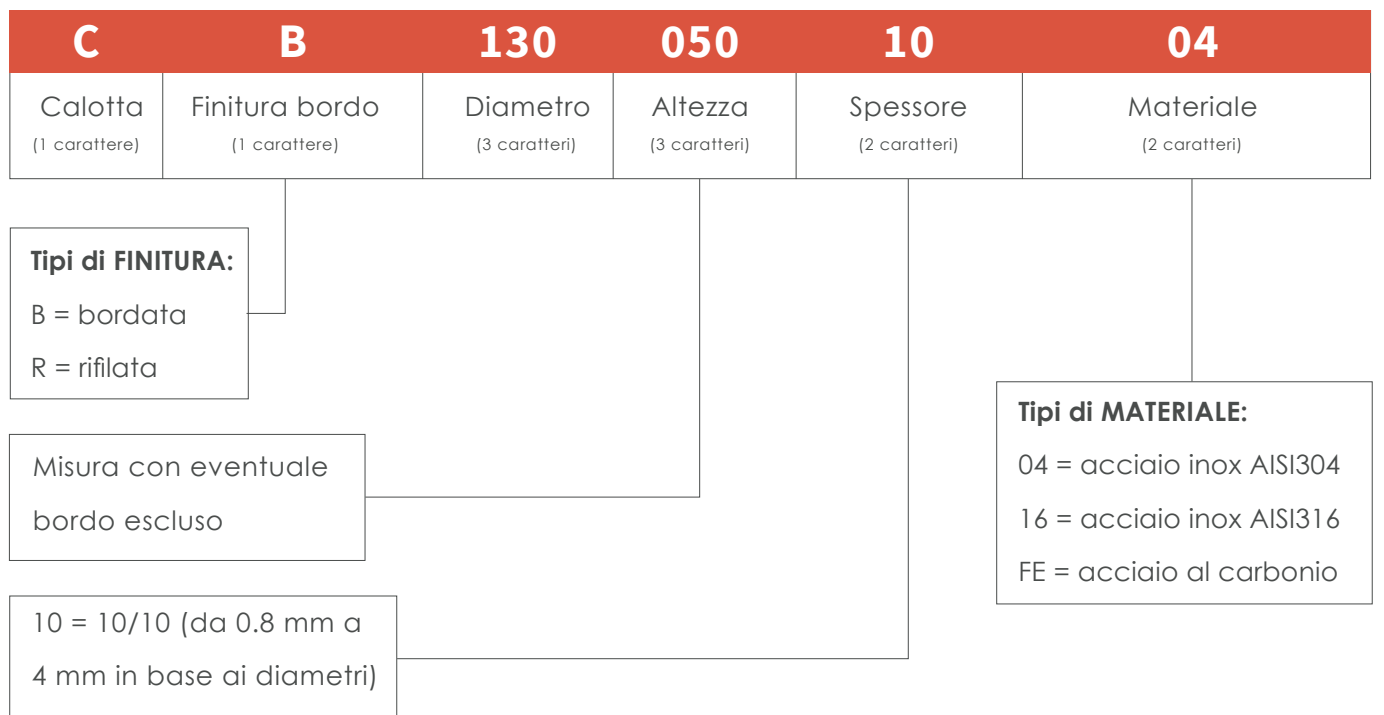 C B 130 050 10 04
Calotta Finitura bordo Diametro Altezza Spessore Materiale
(1 carattere) (1 carattere) (3 caratteri) (3 caratteri) (2 caratteri) (2 caratteri)
Tipi di FINITURA:
B = bordata
R = rifilata
Misura con eventuale
bordo escluso
10 = 10/10 (da 0.8 mm a
4 mm in base ai diametri)
Tipi di MATERIALE:
04 = acciaio inox AISI304
16 = acciaio inox AISI316
FE = acciaio al carbonio